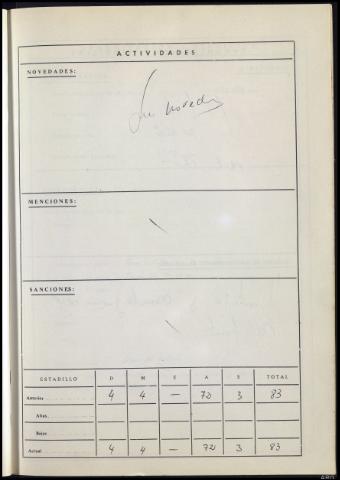 ACTIVIDADES
NOVEDADES:
Sin novedad
MENCIONES:
SANCIONES:
ESTADILLO D M E A S TOTAL
Anterior 4 4 — 72 3 83
Altas
Bajas
Actual 4 4 — 72 3 83